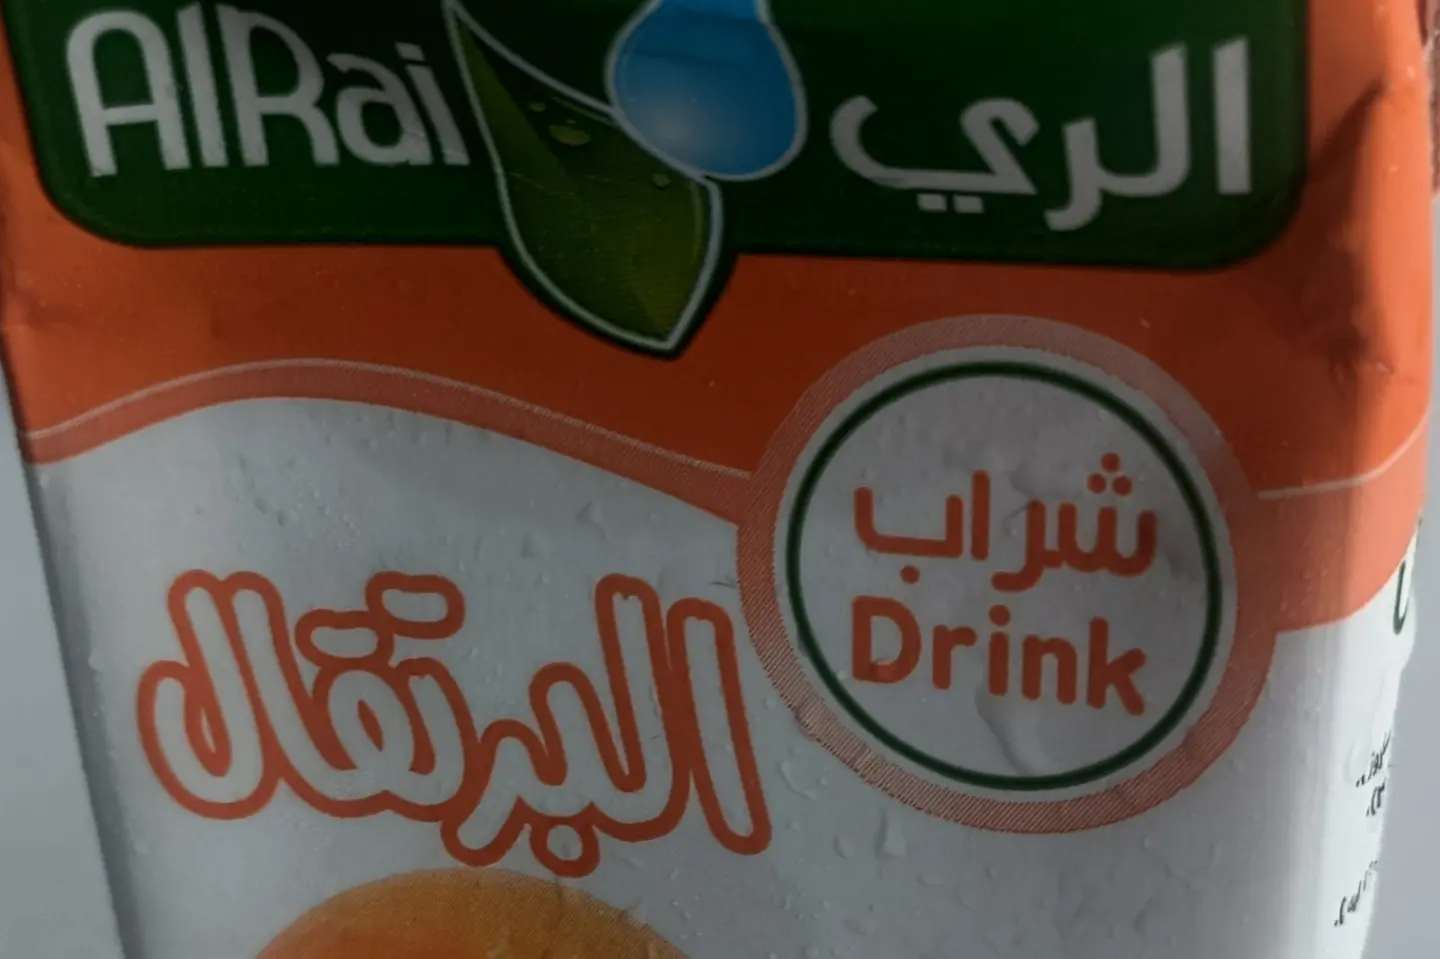 AlRai الري
شراب
Drink
البرتقال